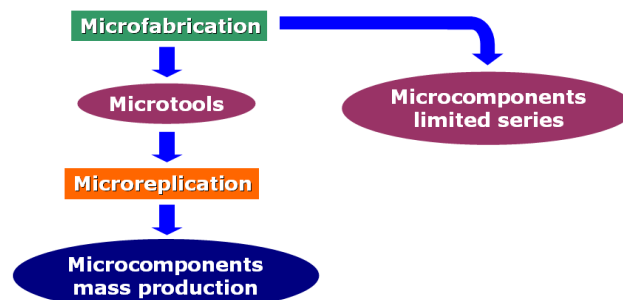 Microfabrication
Microtools
Microcomponents
limited series
Microreplication
Microcomponents
mass production